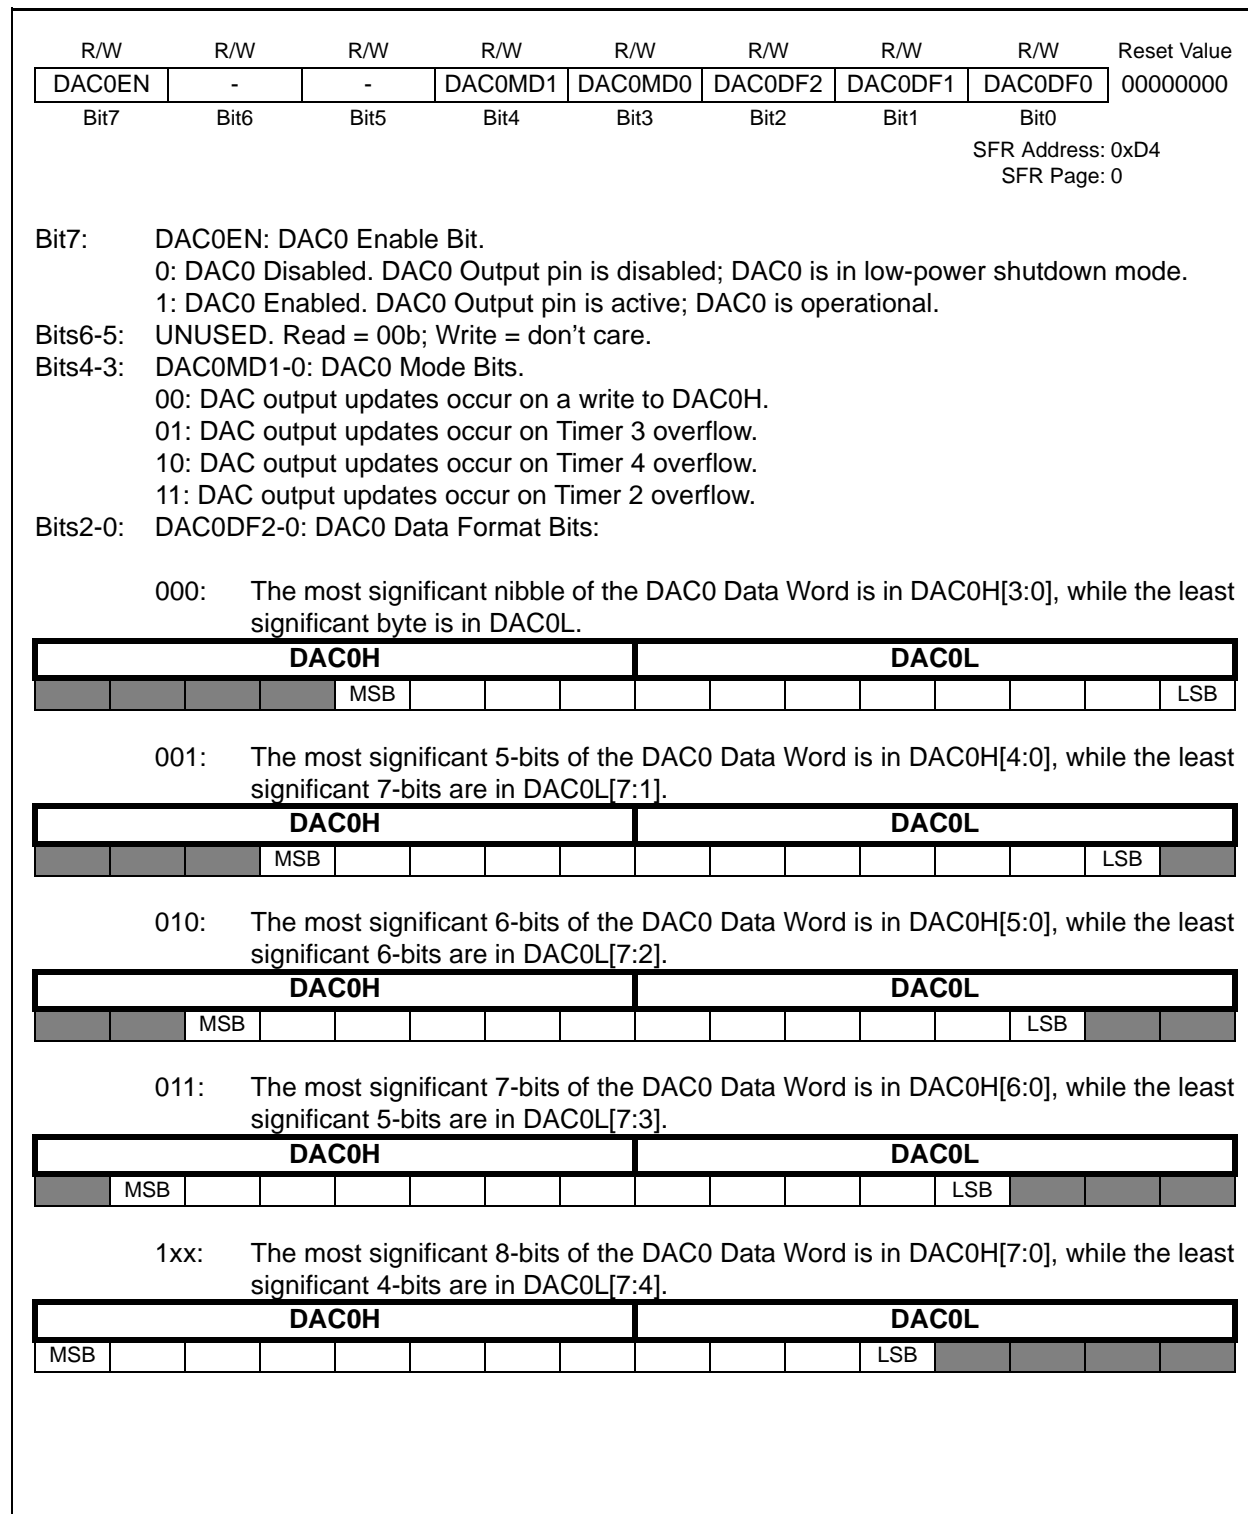 R/W R/W R/W R/W R/W R/W R/W R/W Reset Value
DAC0EN - - DAC0MD1 DAC0MD0 DAC0DF2 DAC0DF1 DAC0DF0 00000000
Bit7 Bit6 Bit5 Bit4 Bit3 Bit2 Bit1 Bit0
SFR Address: 0xD4
SFR Page: 0
Bit7: DAC0EN: DAC0 Enable Bit.
0: DAC0 Disabled. DAC0 Output pin is disabled; DAC0 is in low-power shutdown mode.
1: DAC0 Enabled. DAC0 Output pin is active; DAC0 is operational.
Bits6-5: UNUSED. Read = 00b; Write = don’t care.
Bits4-3: DAC0MD1-0: DAC0 Mode Bits.
00: DAC output updates occur on a write to DAC0H.
01: DAC output updates occur on Timer 3 overflow.
10: DAC output updates occur on Timer 4 overflow.
11: DAC output updates occur on Timer 2 overflow.
Bits2-0: DAC0DF2-0: DAC0 Data Format Bits:
000: The most significant nibble of the DAC0 Data Word is in DAC0H[3:0], while the least
significant byte is in DAC0L.
DAC0H DAC0L
MSB LSB
001: The most significant 5-bits of the DAC0 Data Word is in DAC0H[4:0], while the least
significant 7-bits are in DAC0L[7:1].
DAC0H DAC0L
MSB LSB
010: The most significant 6-bits of the DAC0 Data Word is in DAC0H[5:0], while the least
significant 6-bits are in DAC0L[7:2].
DAC0H DAC0L
MSB LSB
011: The most significant 7-bits of the DAC0 Data Word is in DAC0H[6:0], while the least
significant 5-bits are in DAC0L[7:3].
DAC0H DAC0L
MSB LSB
1xx: The most significant 8-bits of the DAC0 Data Word is in DAC0H[7:0], while the least
significant 4-bits are in DAC0L[7:4].
DAC0H DAC0L
MSB LSB